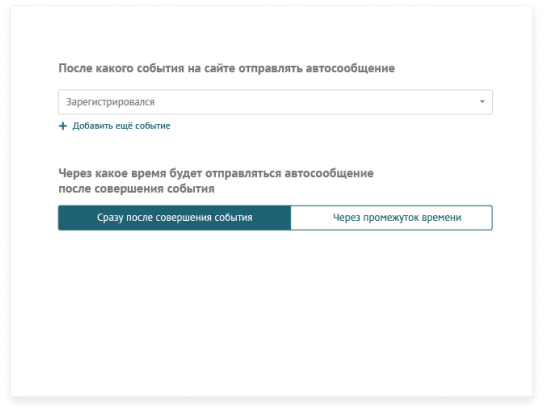 После какого события на сайте отправлять автосообщение
Зарегистрировался
+ Добавить ещё событие
Через какое время будет отправляться автосообщение
после совершения события
Сразу после совершения события
Через промежуток времени